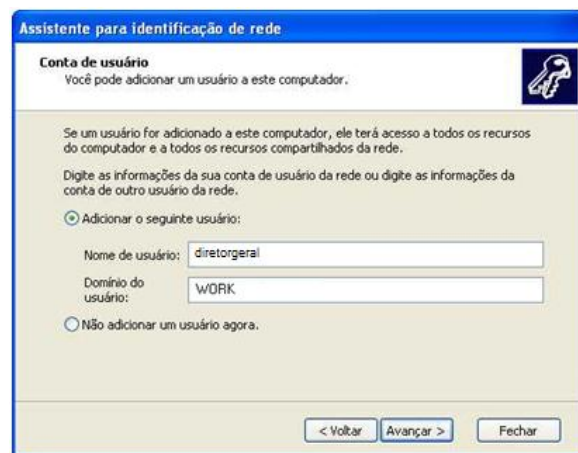 Assistente para identificação de rede
Conta de usuário
Você pode adicionar um usuário a este computador.
Se um usuário for adicionado a este computador, ele terá acesso a todos os recursos
do computador e a todos os recursos compartilhados da rede.
Digite as informações da sua conta de usuário da rede ou digite as informações da
conta de outro usuário da rede.
Adicionar o seguinte usuário:
Nome de usuário: diretorgeral
Domínio do
usuário: WORK
Não adicionar um usuário agora.
< Voltar Avançar > Fechar